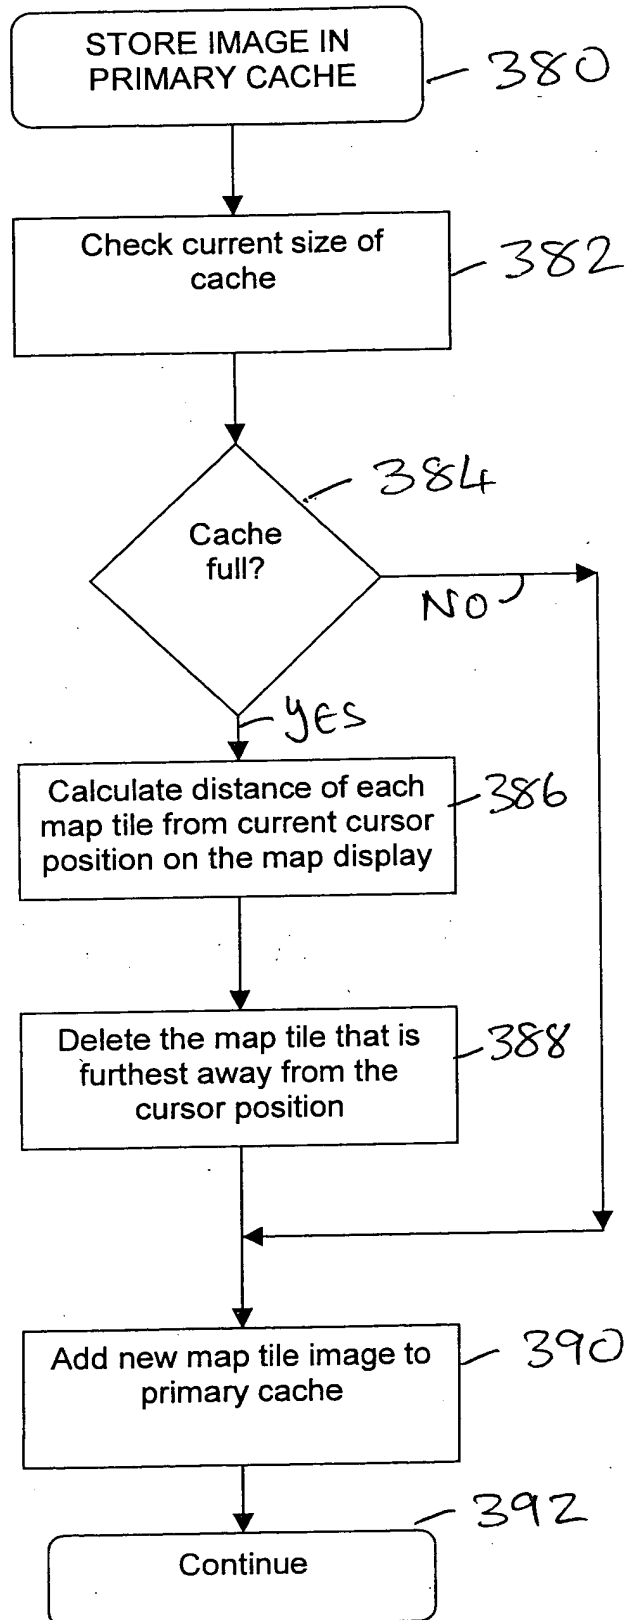 STORE IMAGE IN
PRIMARY CACHE
380
Check current size of
cache
382
384
Cache
full?
NO
YES
Calculate distance of each
map tile from current cursor
position on the map display
386
Delete the map tile that is
furthest away from the
cursor position
388
Add new map tile image to
primary cache
390
392
Continue